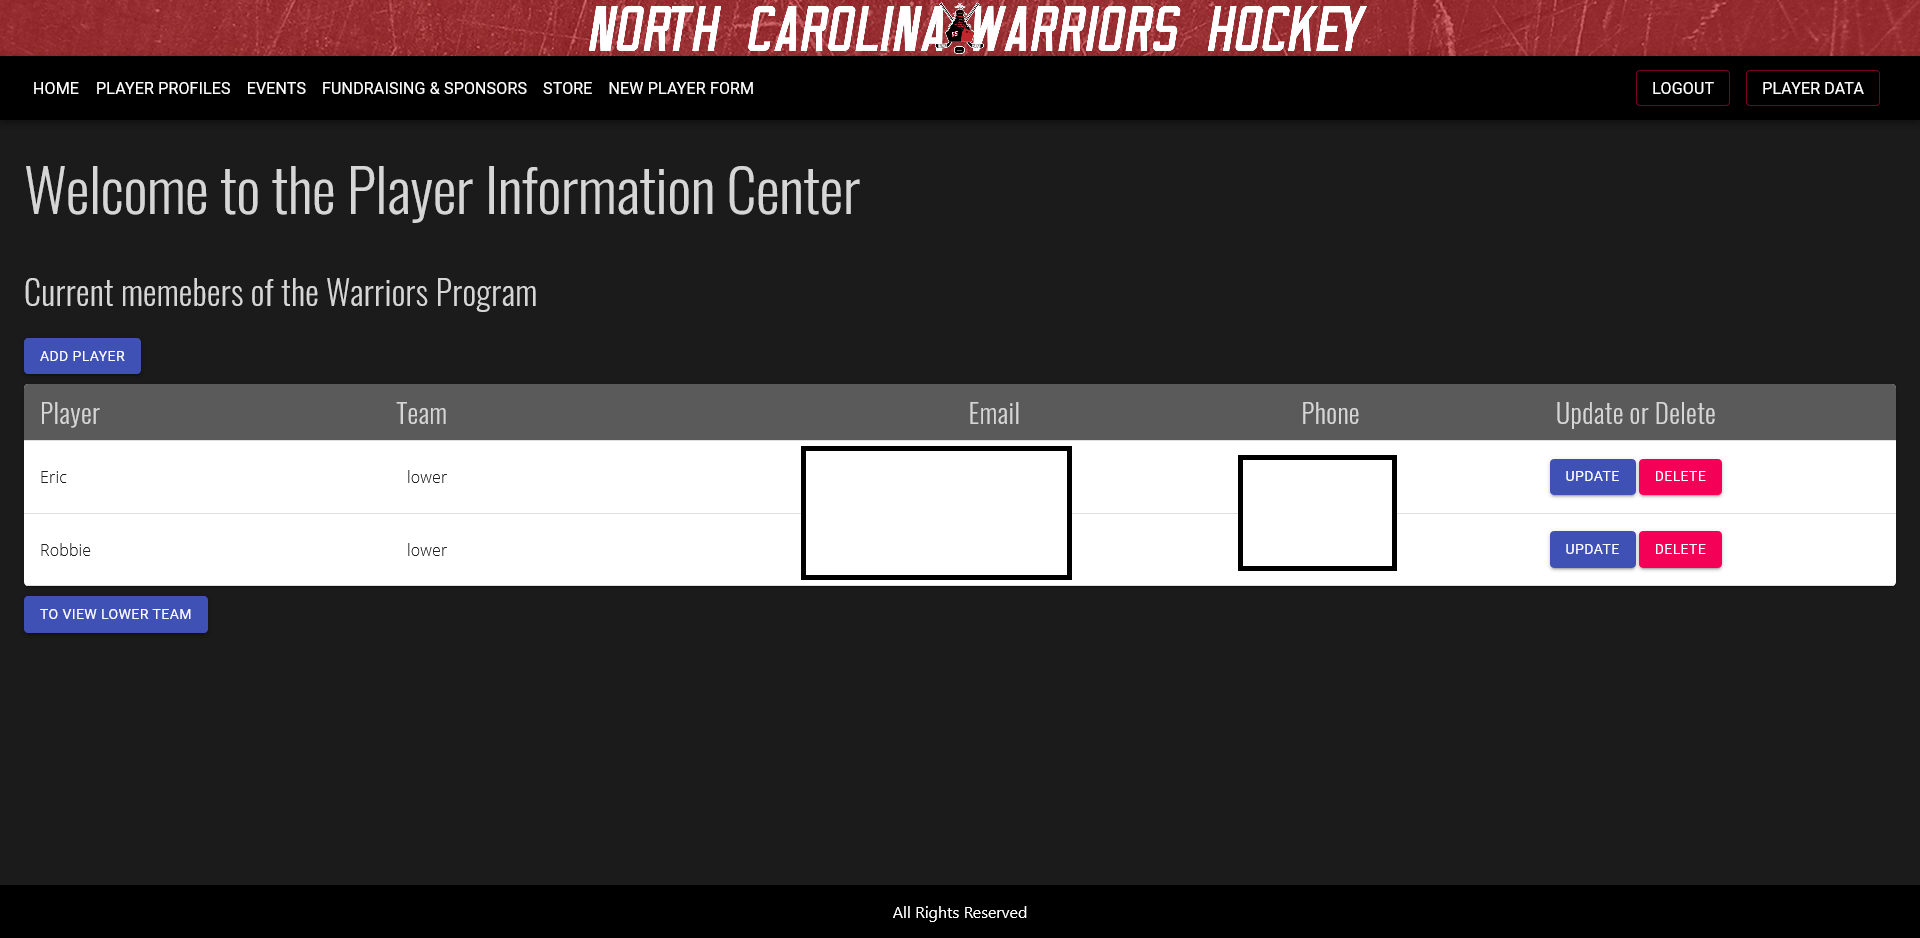 NORTH CAROLINA WARRIORS HOCKEY
HOME PLAYER PROFILES EVENTS FUNDRAISING & SPONSORS STORE NEW PLAYER FORM LOGOUT PLAYER DATA
Welcome to the Player Information Center
Current memebers of the Warriors Program
ADD PLAYER
Player Team Email Phone Update or Delete
Eric lower UPDATE DELETE
Robbie lower UPDATE DELETE
TO VIEW LOWER TEAM
All Rights Reserved